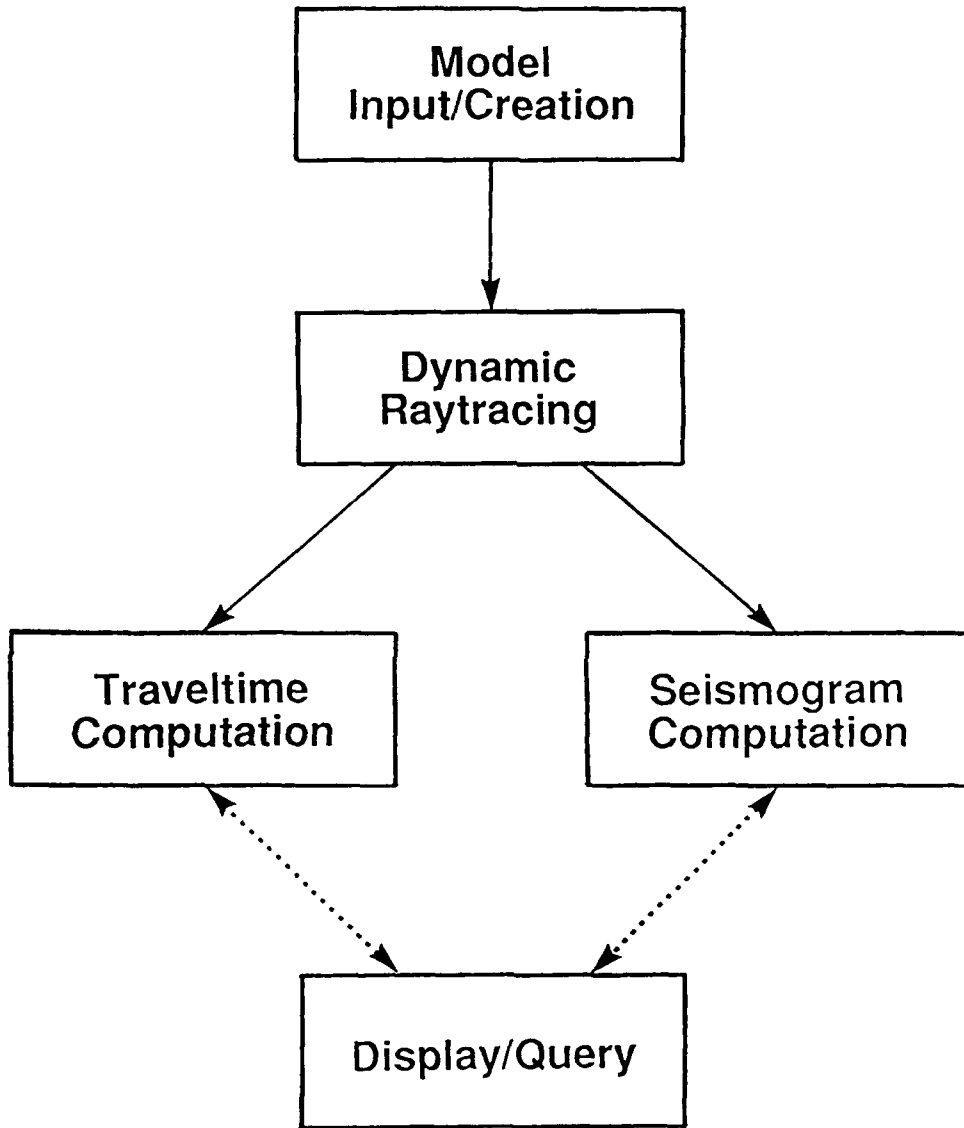 Model
Input/Creation
Dynamic
Raytracing
Traveltime
Computation
Seismogram
Computation
Display/Query